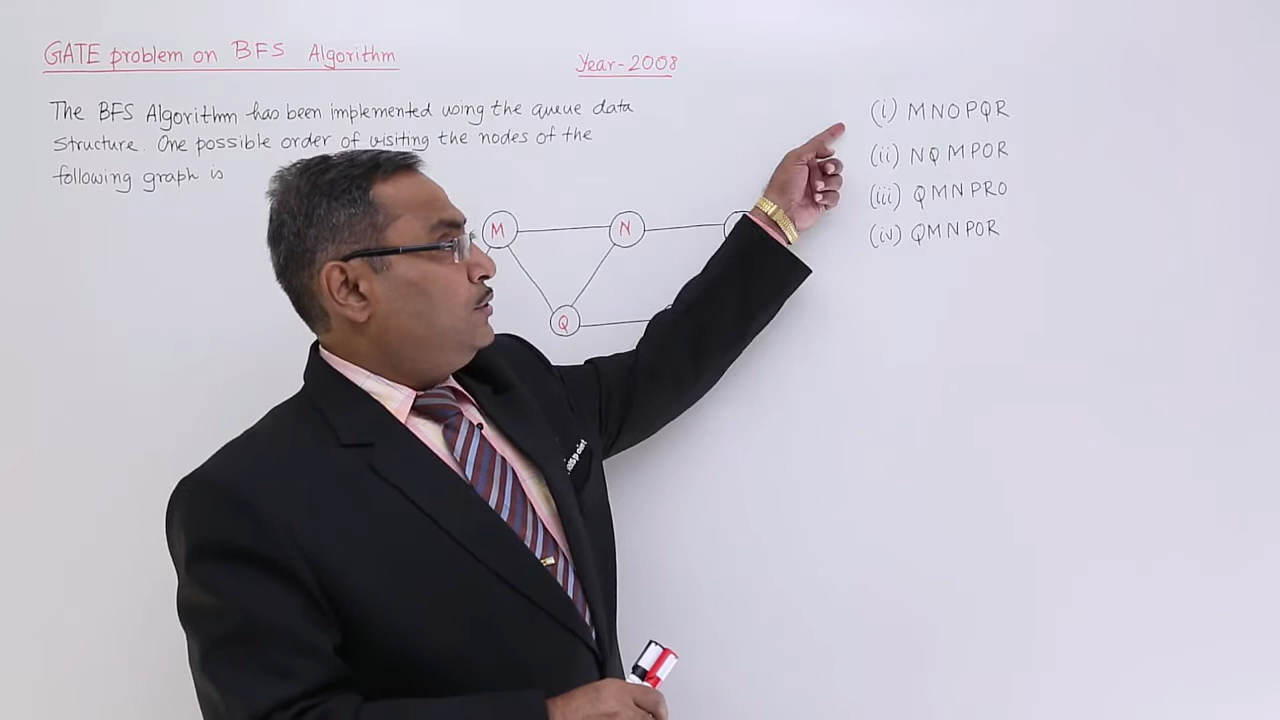 GATE problem on BFS Algorithm
Year-2008
The BFS Algorithm has been implemented using the queue data
structure. One possible order of visiting the nodes of the
following graph is
(i) MNOPQR
(ii) NQMPOR
(iii) QMNPRO
(iv) QMNPOR
M
N
Q
point